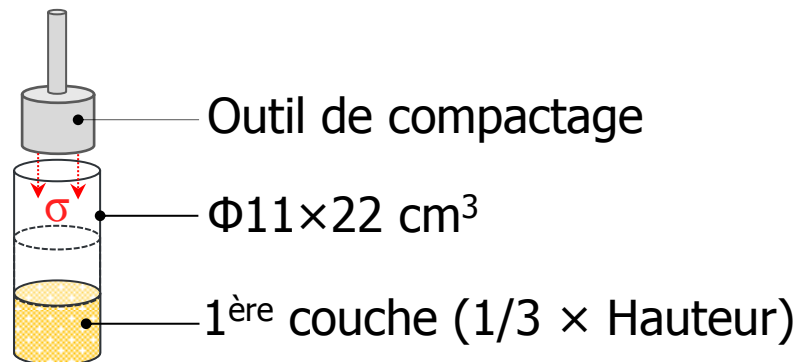 Outil de compactage
σ
Φ11×22 cm³
1ère couche (1/3 × Hauteur)